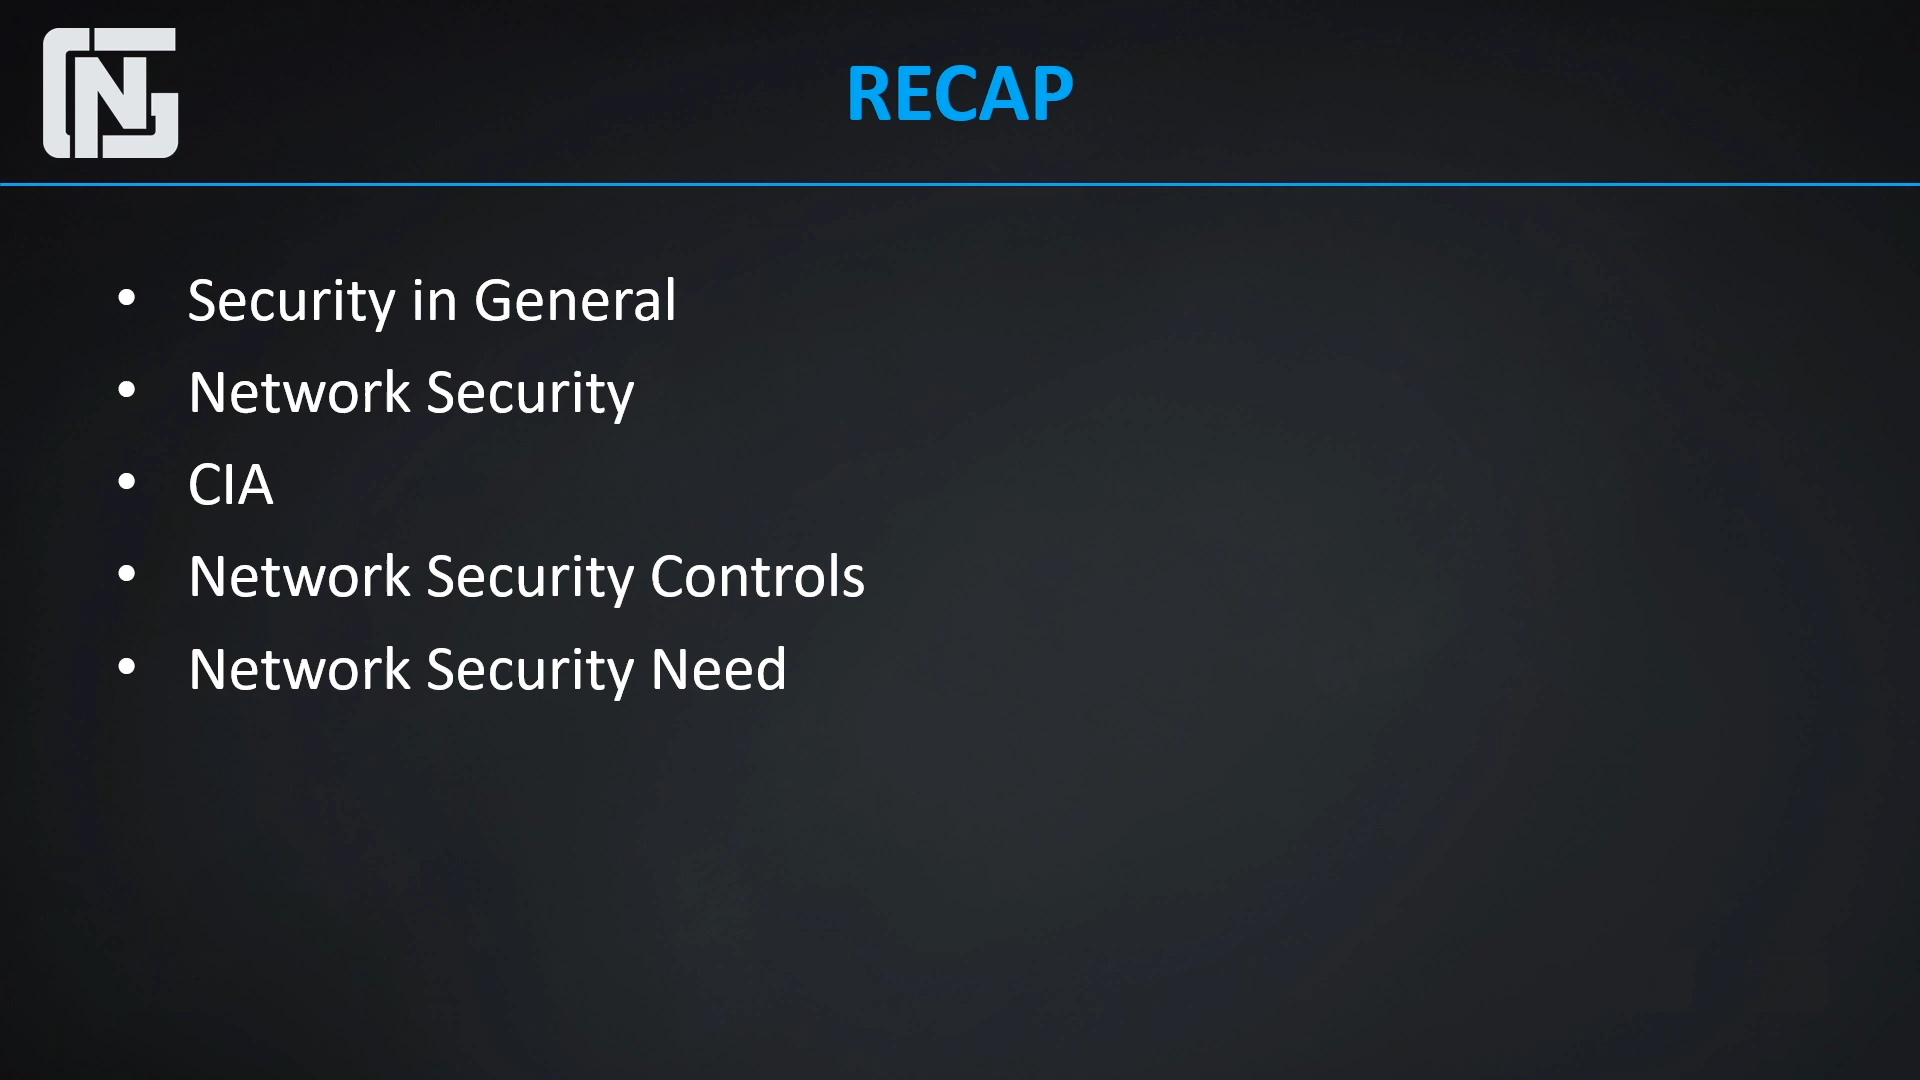 RECAP
• Security in General
• Network Security
• CIA
• Network Security Controls
• Network Security Need